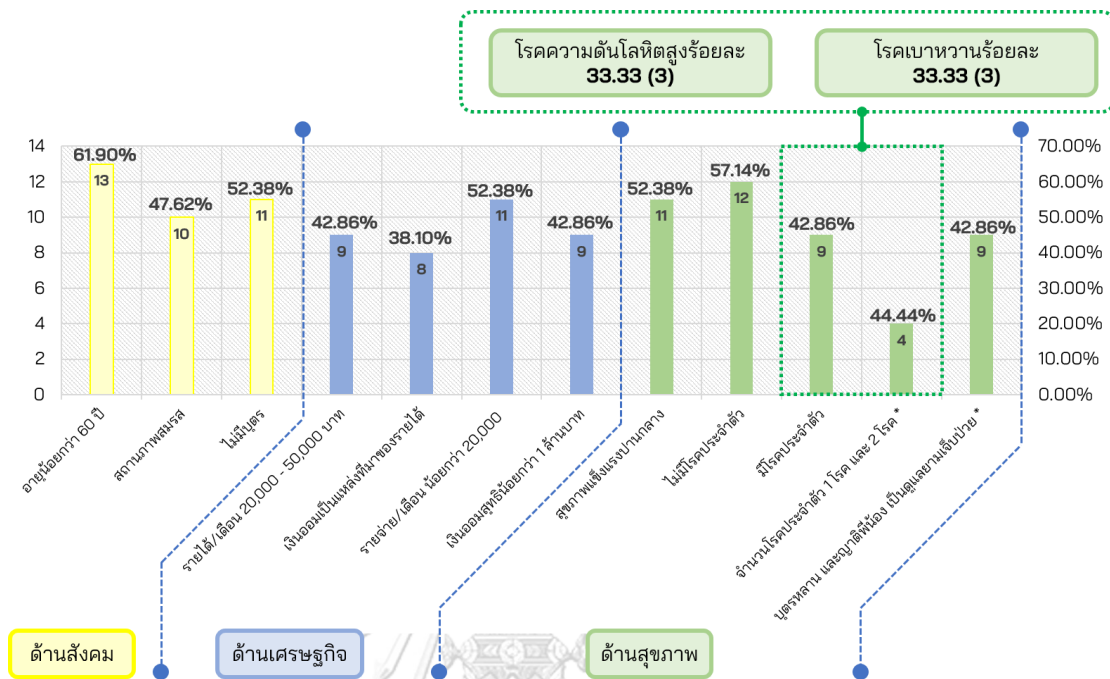 โรคความดันโลหิตสูงร้อยละ
33.33 (3)
โรคเบาหวานร้อยละ
33.33 (3)
14
12
10
8
6
4
2
0
70.00%
60.00%
50.00%
40.00%
30.00%
20.00%
10.00%
0.00%
61.90%
13
47.62%
10
52.38%
11
42.86%
9
38.10%
8
52.38%
11
42.86%
9
52.38%
11
57.14%
12
42.86%
9
44.44%
4
42.86%
9
อายุน้อยกว่า 60 ปี
สถานภาพสมรส
ไม่มีบุตร
รายได้/เดือน 20,000 - 50,000 บาท
เงินออมเป็นแหล่งที่มาของรายได้
รายจ่าย/เดือน น้อยกว่า 20,000
เงินออมสุทธิน้อยกว่า 1 ล้านบาท
สุขภาพแข็งแรงปานกลาง
ไม่มีโรคประจำตัว
มีโรคประจำตัว
จำนวนโรคประจำตัว 1 โรค และ 2 โรค *
บุตรหลาน และญาติพี่น้อง เป็นดูแลยามเจ็บป่วย *
ด้านสังคม
ด้านเศรษฐกิจ
ด้านสุขภาพ